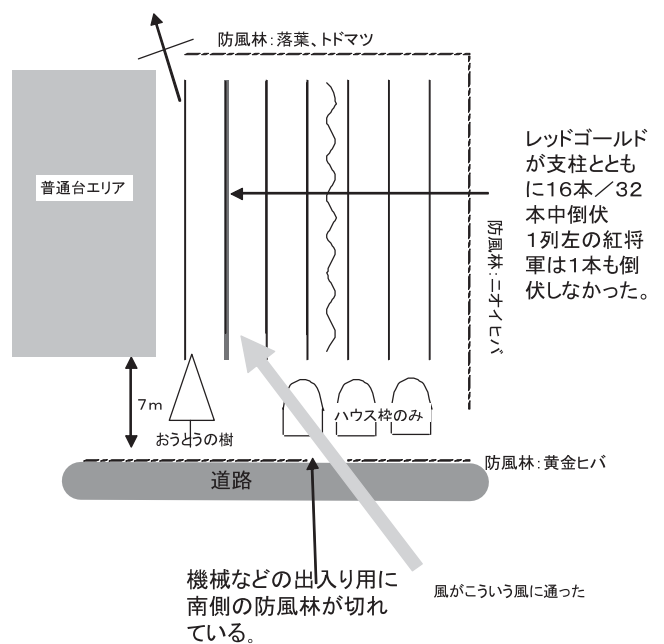 防風林:落葉、トドマツ
普通台エリア
レッドゴールド
が支柱ととも
に16本/32
本中倒伏
1列左の紅将
軍は1本も倒
伏しなかった。
防風林:ニオイヒバ
7m
おうとうの樹
ハウス枠のみ
防風林:黄金ヒバ
道路
機械などの出入り用に
南側の防風林が切れ
ている。
風がこういう風に通った